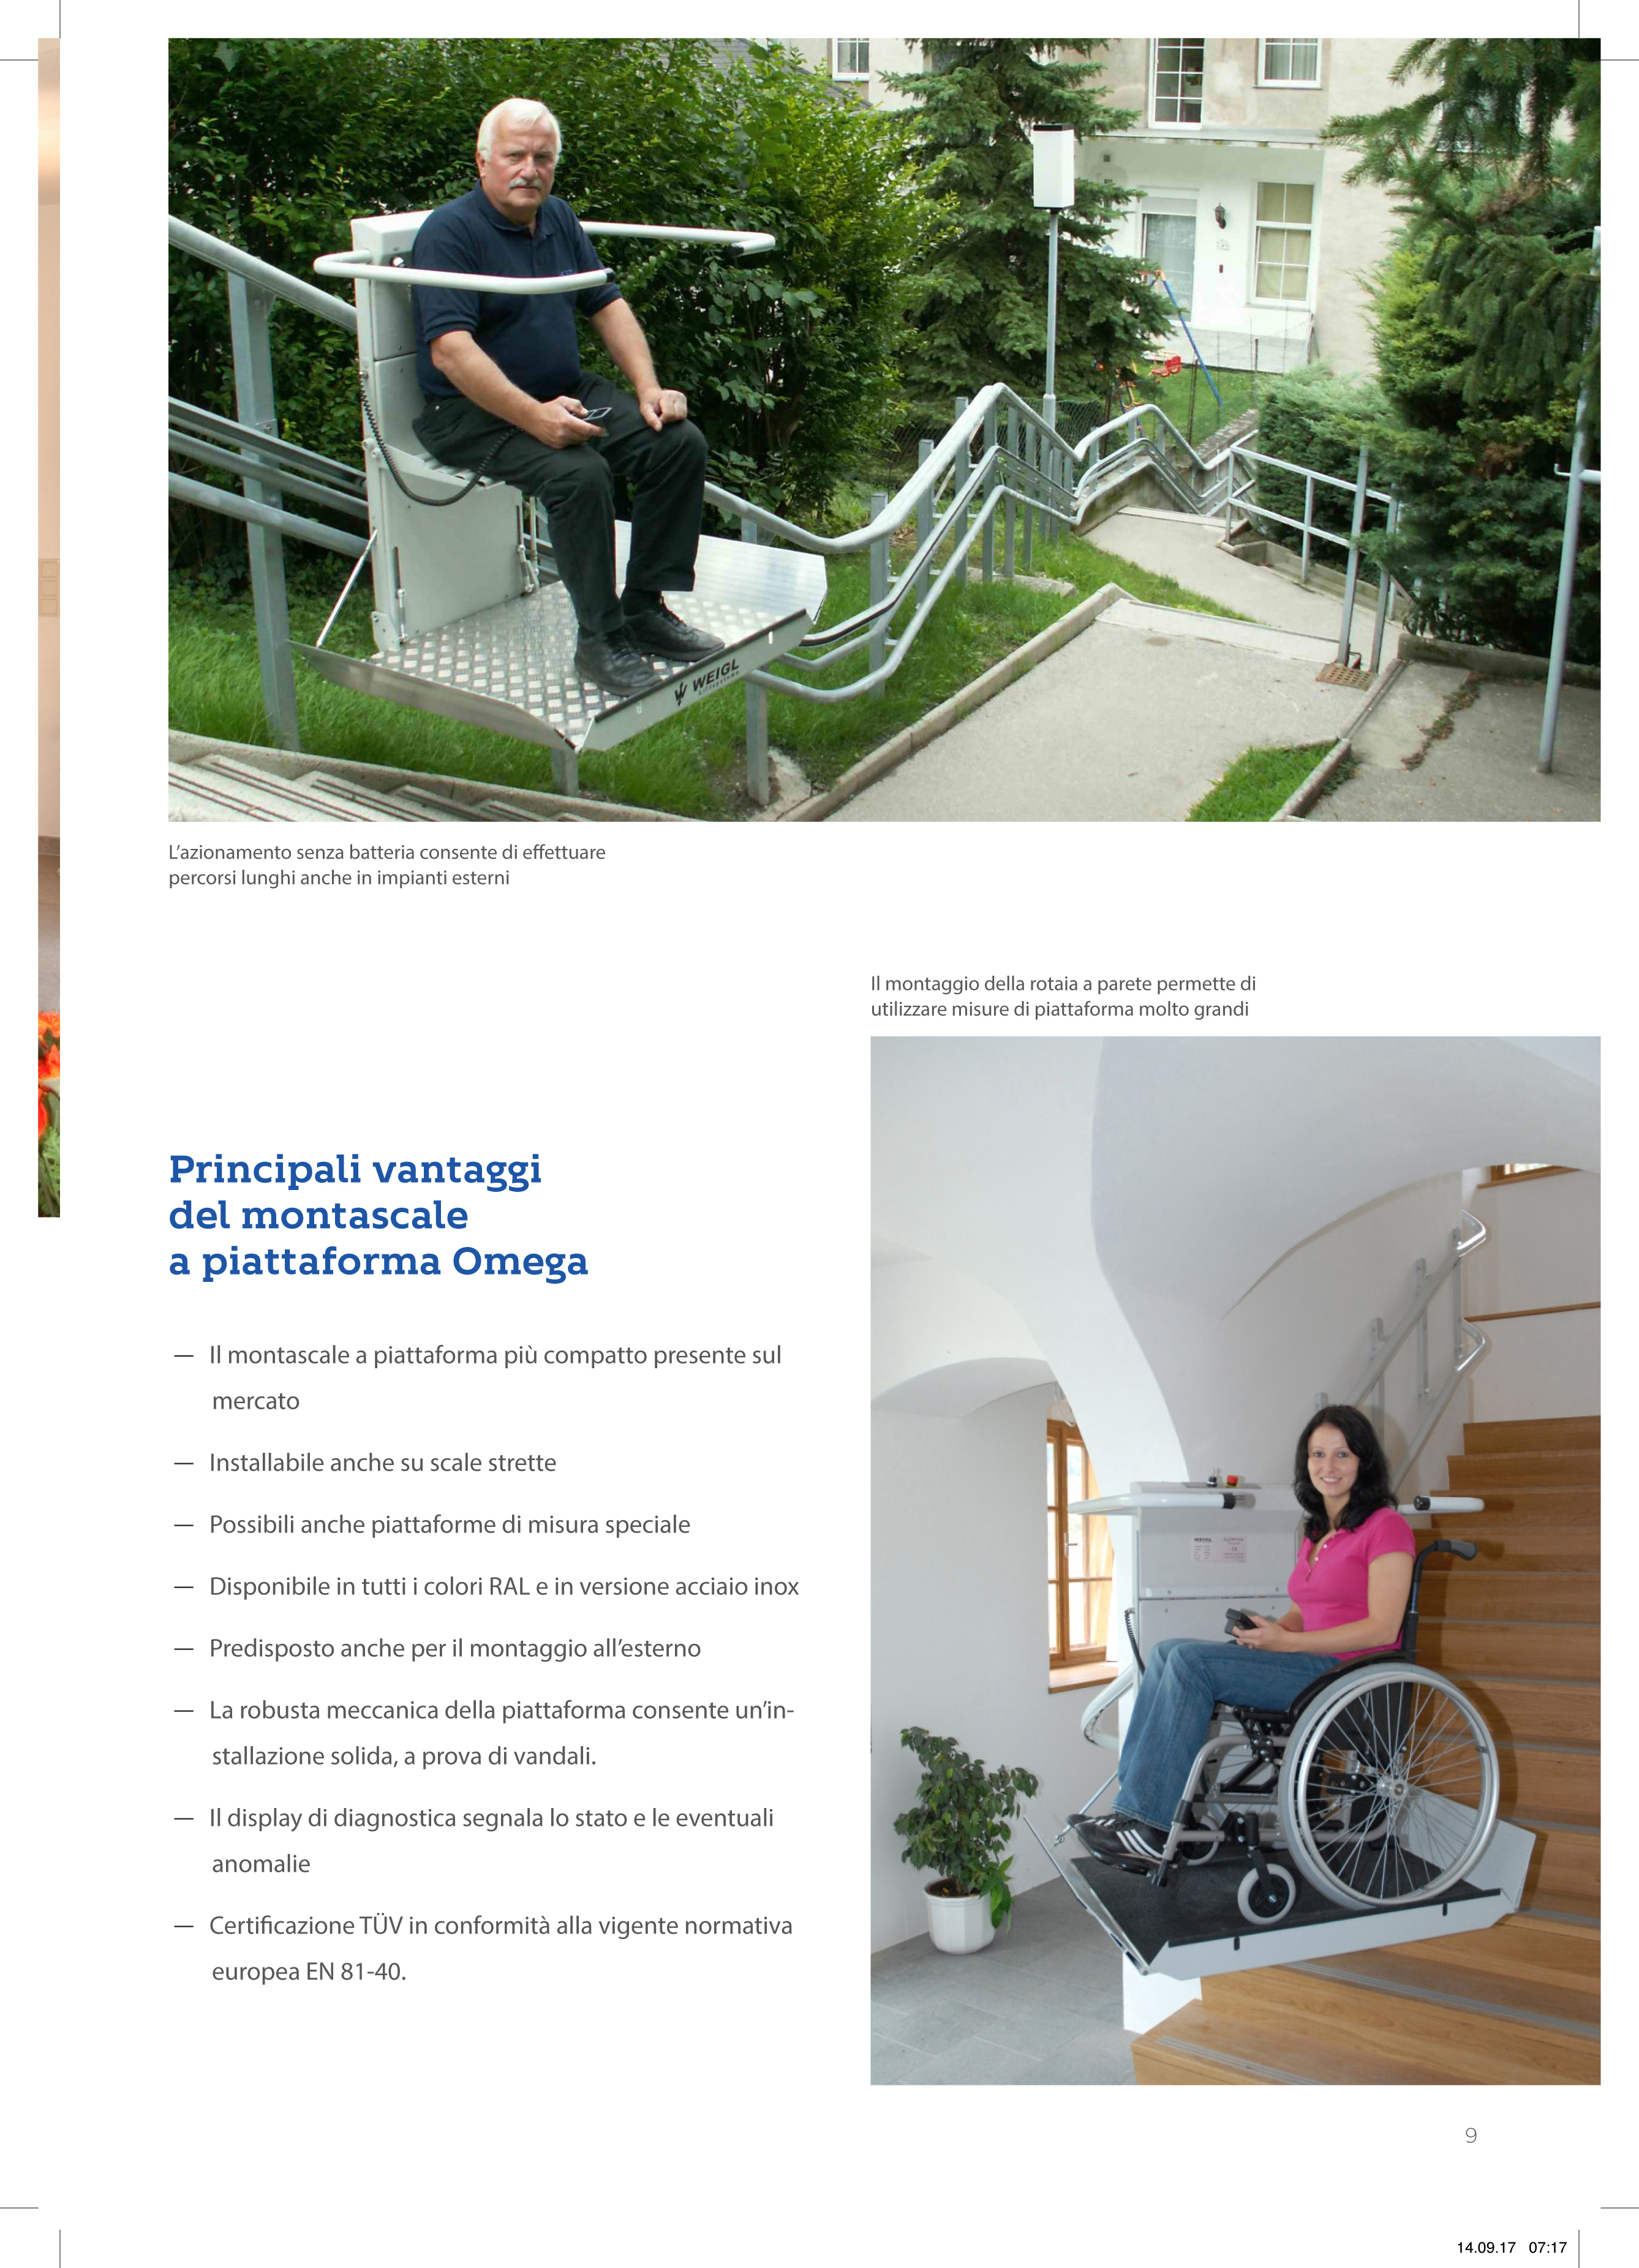 WEIGL
L'azionamento senza batteria consente di effettuare
percorsi lunghi anche in impianti esterni
Il montaggio della rotaia a parete permette di
utilizzare misure di piattaforma molto grandi
Principali vantaggi
del montascale
a piattaforma Omega
— Il montascale a piattaforma più compatto presente sul
mercato
— Installabile anche su scale strette
— Possibili anche piattaforme di misura speciale
— Disponibile in tutti i colori RAL e in versione acciaio inox
— Predisposto anche per il montaggio all'esterno
— La robusta meccanica della piattaforma consente un'in-
stallazione solida, a prova di vandali.
— Il display di diagnostica segnala lo stato e le eventuali
anomalie
— Certificazione TÜV in conformità alla vigente normativa
europea EN 81-40.
9
14.09.17 07:17